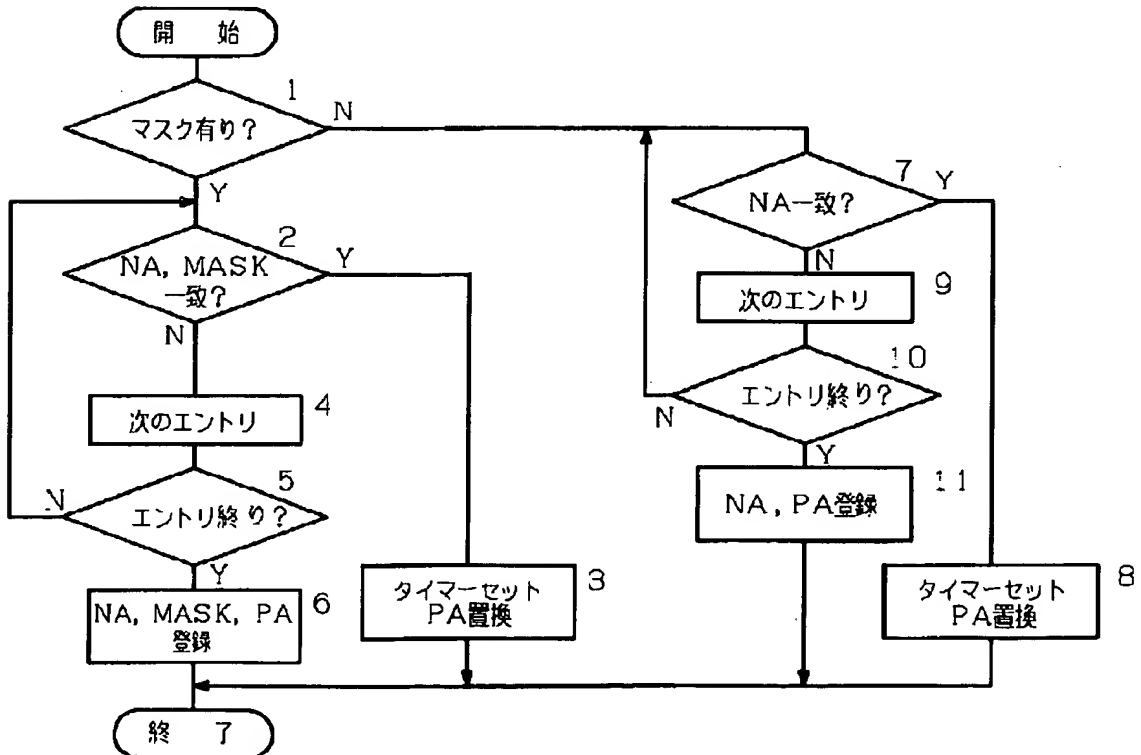 開 始
1
マスク有り?
N
Y
2
NA, MASK
一致?
Y
N
4
次のエントリ
5
エントリ終り?
N
Y
6
NA, MASK, PA
登録
3
タイマーセット
PA置換
7
NA一致?
Y
N
9
次のエントリ
10
エントリ終り?
N
Y
11
NA, PA登録
8
タイマーセット
PA置換
終 了